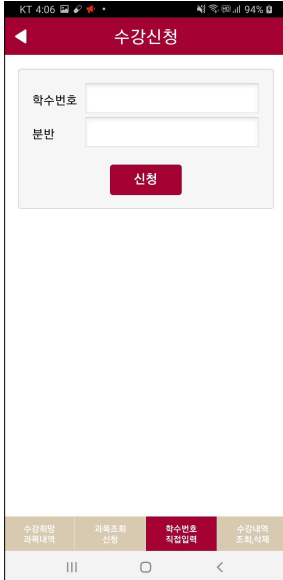 KT 4:06 94%
수강신청
학수번호
분반
신청
수강희망 과목조회 학수번호 수강내역
과목내역 신청 직접입력 조회,삭제